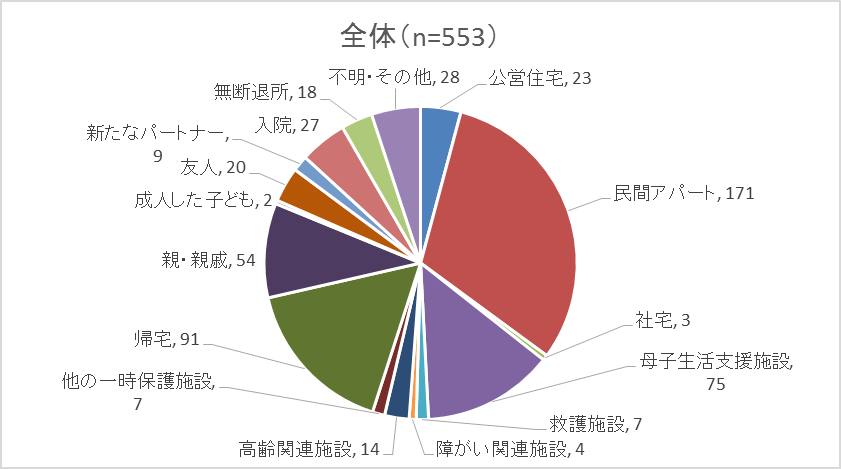 全体（n=553）
不明・その他, 28
公営住宅, 23
無断退所, 18
入院, 27
新たなパートナー,
9
民間アパート, 171
友人, 20
成人した子ども, 2
親・親戚, 54
社宅, 3
帰宅, 91
母子生活支援施設,
75
他の一時保護施設,
7
救護施設, 7
高齢関連施設, 14
障がい関連施設, 4